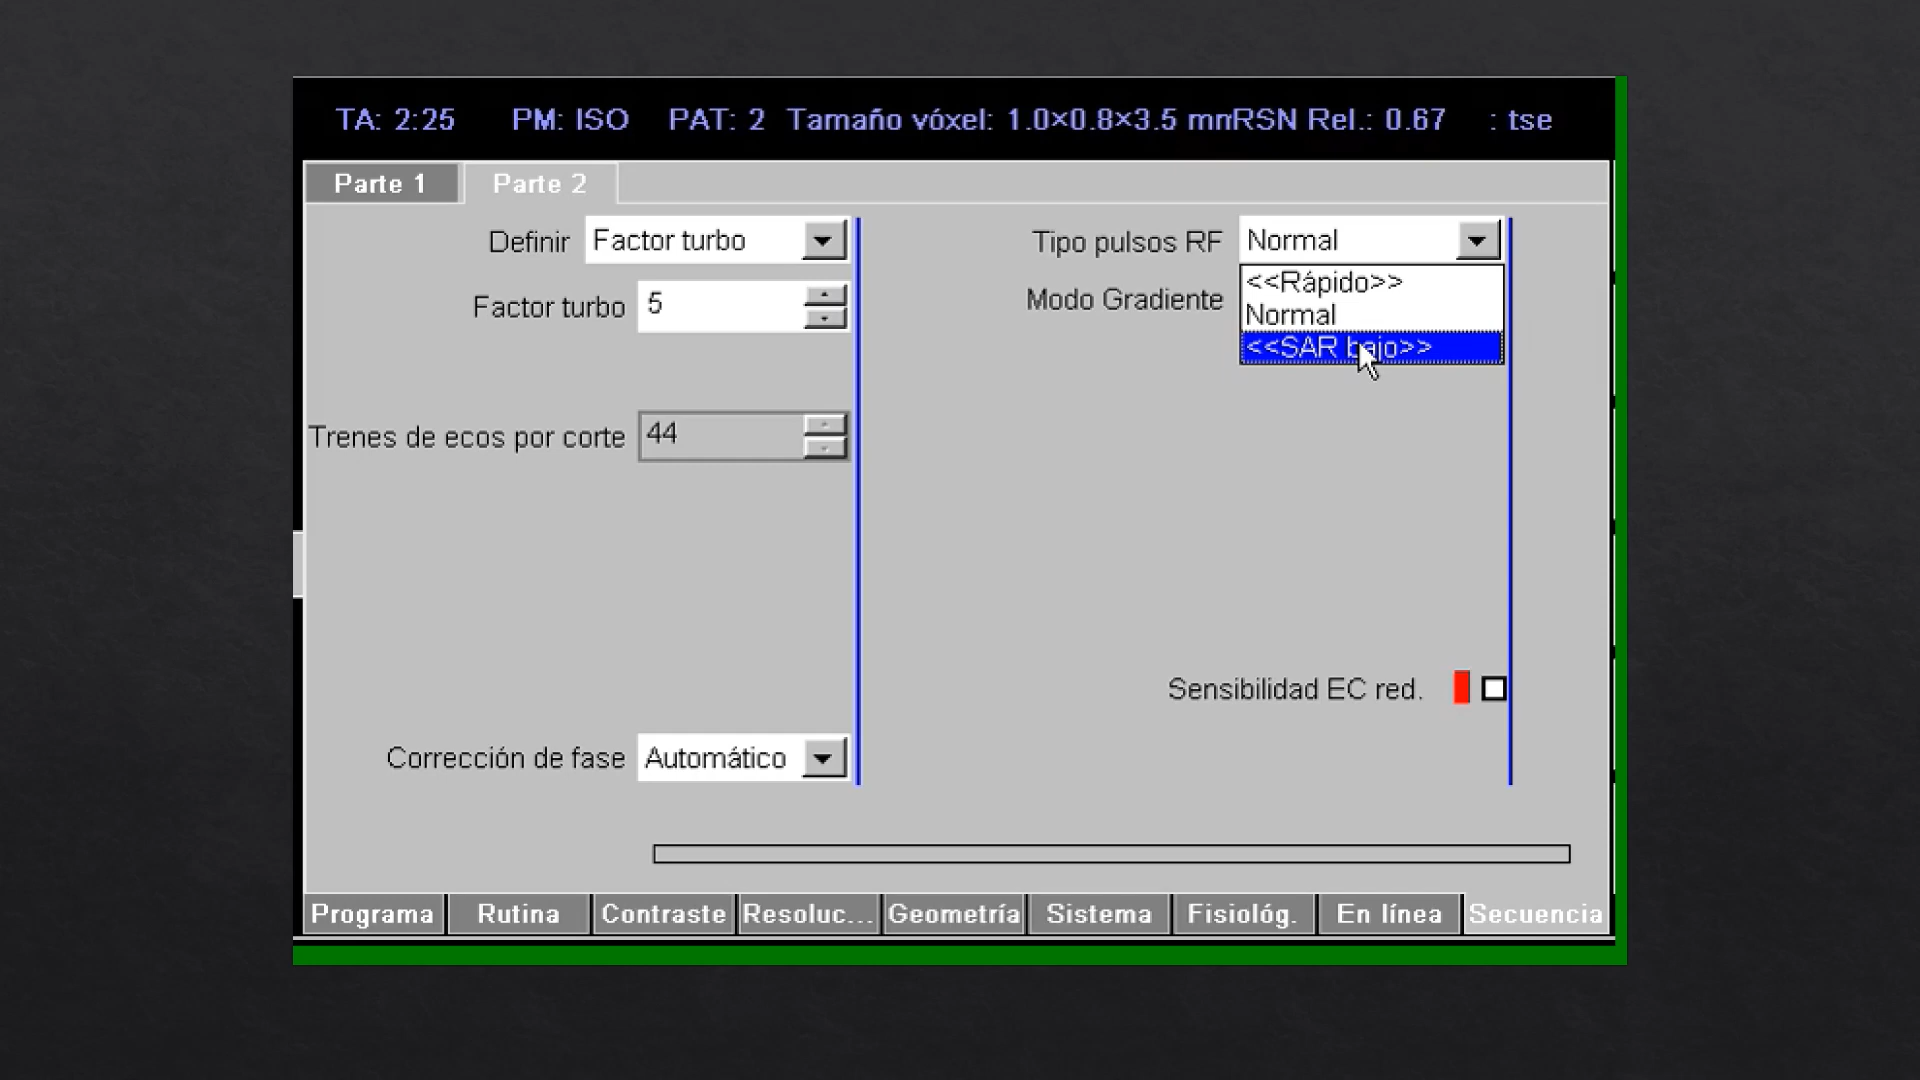 TA: 2:25 PM: ISO PAT: 2 Tamaño vóxel: 1.0×0.8×3.5 mmRSN Rel.: 0.67 : tse
Parte 1 Parte 2
Definir Factor turbo
Factor turbo 5
Trenes de ecos por corte 44
Corrección de fase Automático
Tipo pulsos RF Normal
<<Rápido>>
Normal
<<SAR bajo>>
Modo Gradiente
Sensibilidad EC red.
Programa Rutina Contraste Resoluc... Geometría Sistema Fisiológ. En línea Secuencia